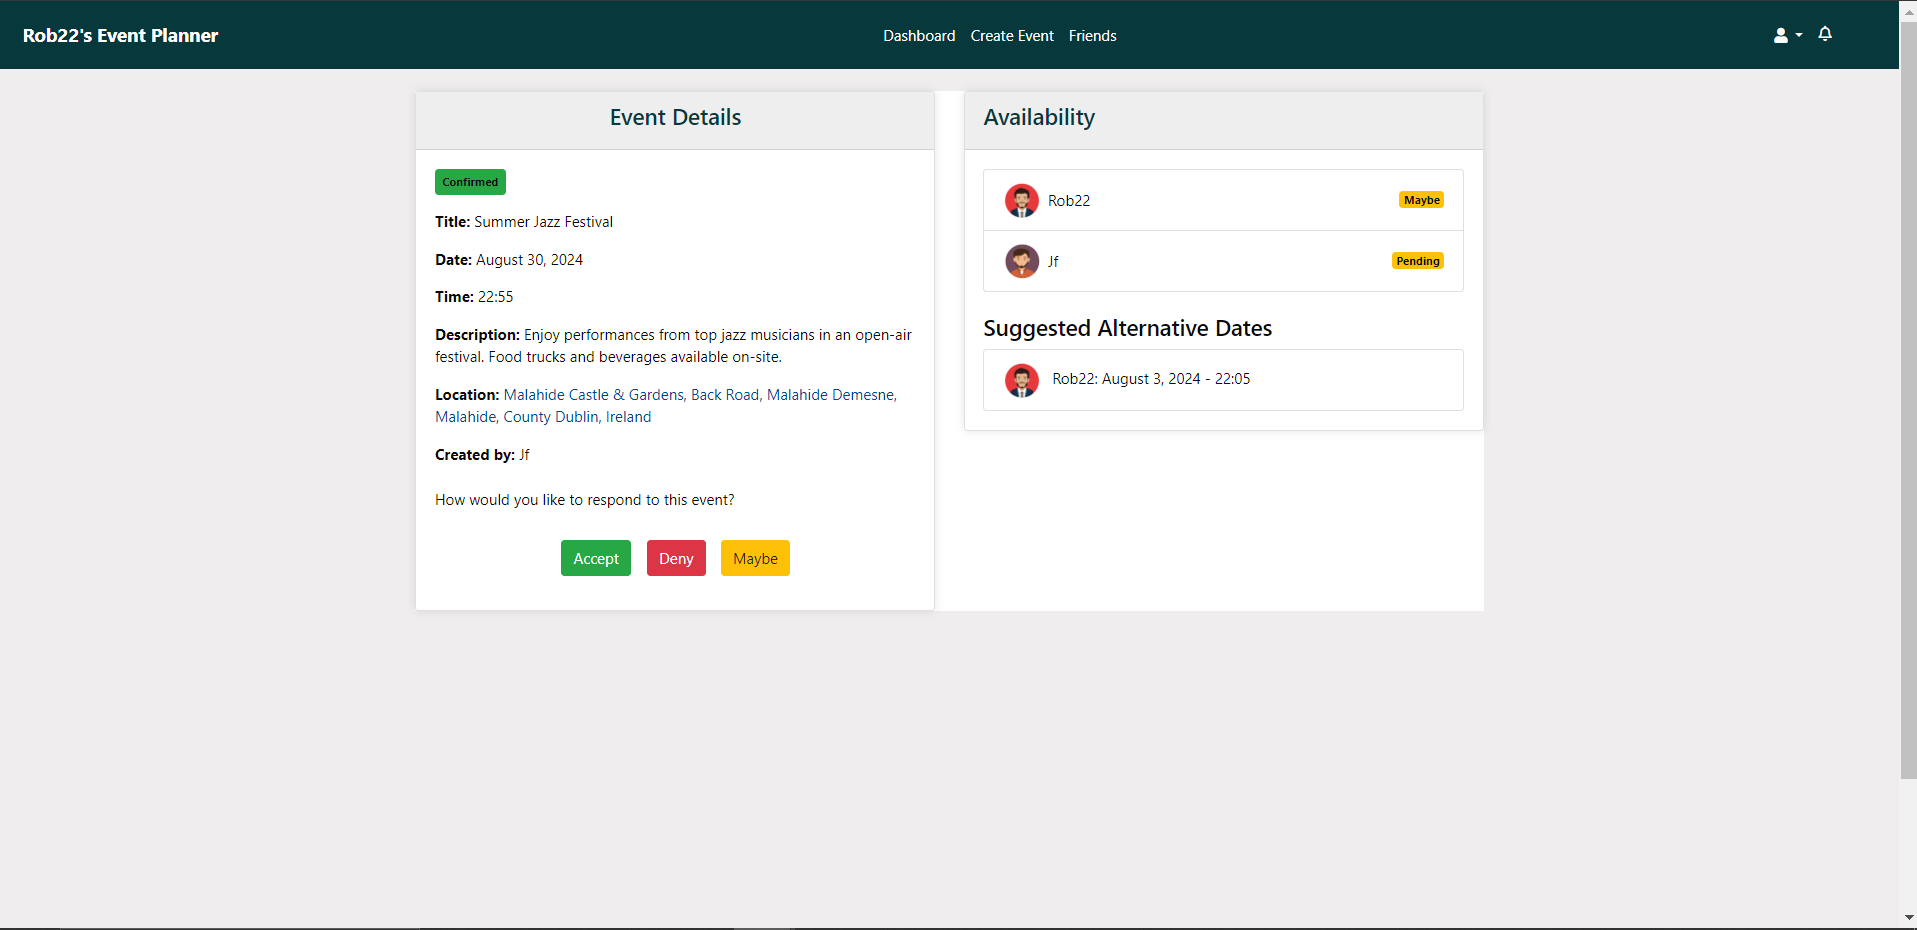 Rob22's Event Planner
Dashboard Create Event Friends
Event Details
Confirmed
Title: Summer Jazz Festival
Date: August 30, 2024
Time: 22:55
Description: Enjoy performances from top jazz musicians in an open-air
festival. Food trucks and beverages available on-site.
Location: Malahide Castle & Gardens, Back Road, Malahide Demesne,
Malahide, County Dublin, Ireland
Created by: Jf
How would you like to respond to this event?
Accept Deny Maybe
Availability
Rob22 Maybe
Jf Pending
Suggested Alternative Dates
Rob22: August 3, 2024 - 22:05